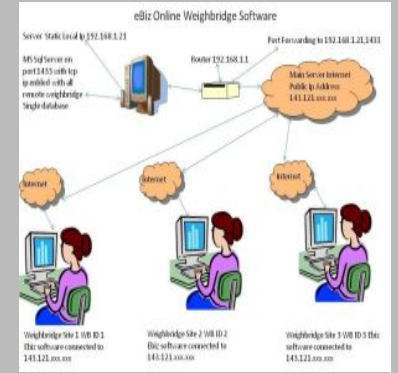 eBiz Online Weighbridge Software
Server Static Local Ip 192.168.1.21
Port Forwarding to 192.168.1.21,1433
MS Sql Server on
port 1433 with tcp
ip enbled with all
remote weighbridge
Single database
Router 192.168.1.1
Main Server Internet
Public Ip Address
143.121.xxx.xxx
Internet
Internet
Internet
Weighbridge Site 1 WB ID 1
Ebiz software connected to
143.121.xxx.xxx
Weighbridge Site 2 WB ID 2
Ebiz software connected to
143.121.xxx.xxx
Weighbridge Site 3 WB ID 3 Ebiz
software connected to
143.121.xxx.xxx